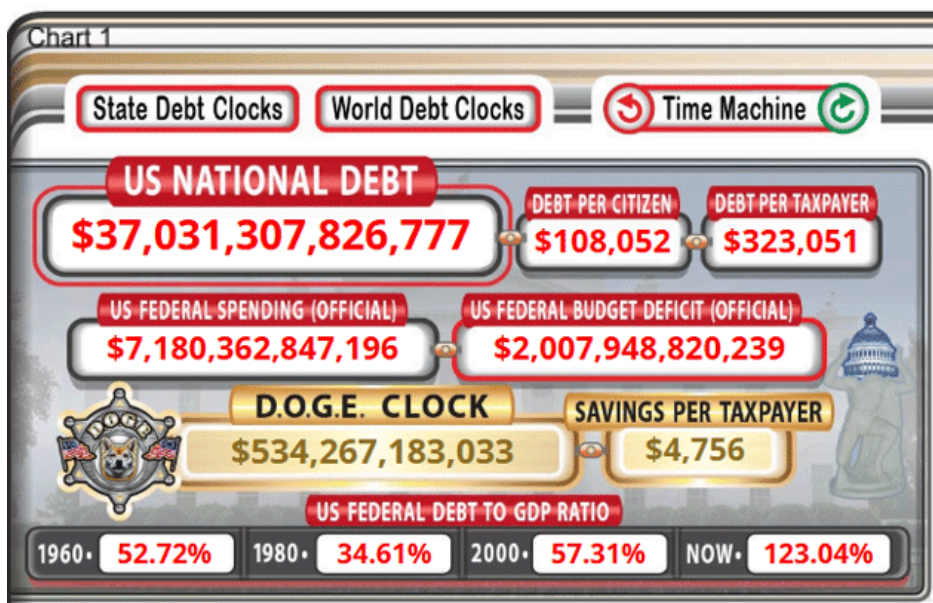 Chart 1
State Debt Clocks World Debt Clocks Time Machine
US NATIONAL DEBT
$37,031,307,826,777
DEBT PER CITIZEN
$108,052
DEBT PER TAXPAYER
$323,051
US FEDERAL SPENDING (OFFICIAL)
$7,180,362,847,196
US FEDERAL BUDGET DEFICIT (OFFICIAL)
$2,007,948,820,239
DOGE
D.O.G.E. CLOCK
$534,267,183,033
SAVINGS PER TAXPAYER
$4,756
US FEDERAL DEBT TO GDP RATIO
1960• 52.72% 1980• 34.61% 2000• 57.31% NOW• 123.04%